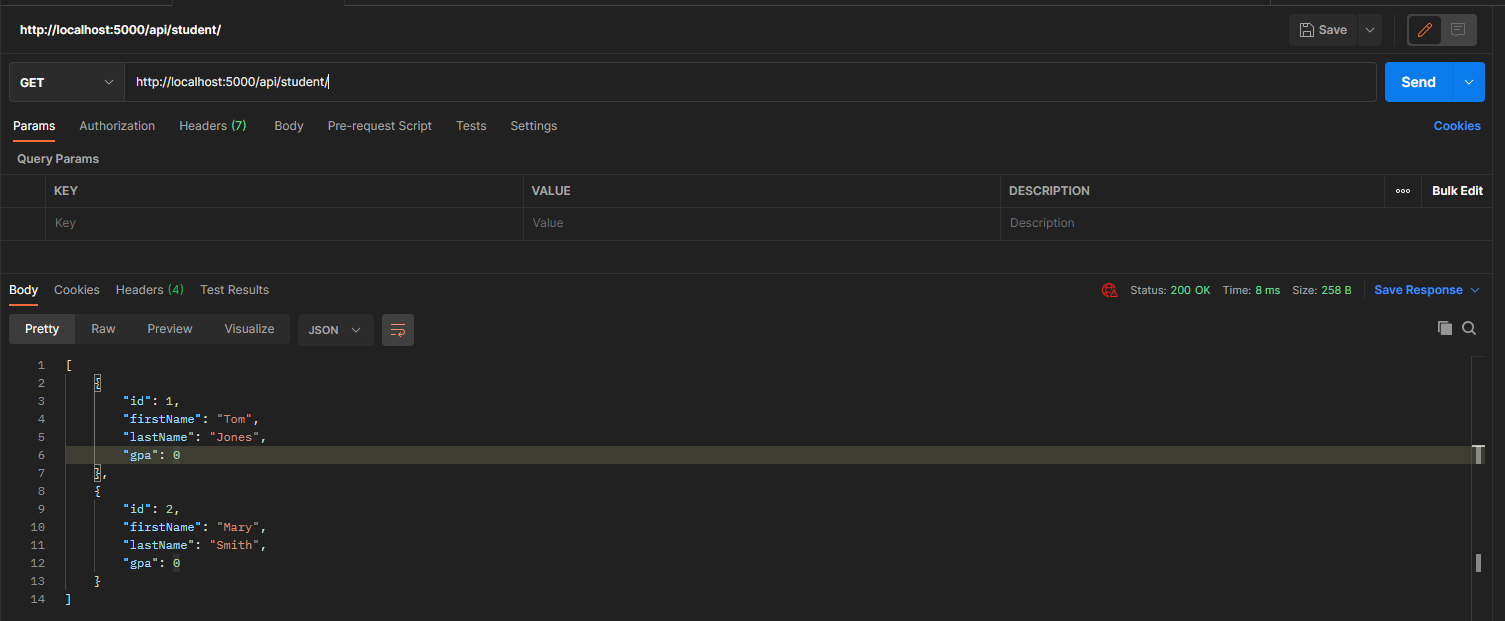 http://localhost:5000/api/student/
Save
GET http://localhost:5000/api/student/ Send
Params Authorization Headers (7) Body Pre-request Script Tests Settings Cookies
Query Params
KEY VALUE DESCRIPTION ooo Bulk Edit
Key Value Description
Body Cookies Headers (4) Test Results Status: 200 OK Time: 8 ms Size: 258 B Save Response
Pretty Raw Preview Visualize JSON
1 [
2 {
3 "id": 1,
4 "firstName": "Tom",
5 "lastName": "Jones",
6 "gpa": 0
7 },
8 {
9 "id": 2,
10 "firstName": "Mary",
11 "lastName": "Smith",
12 "gpa": 0
13 }
14 ]